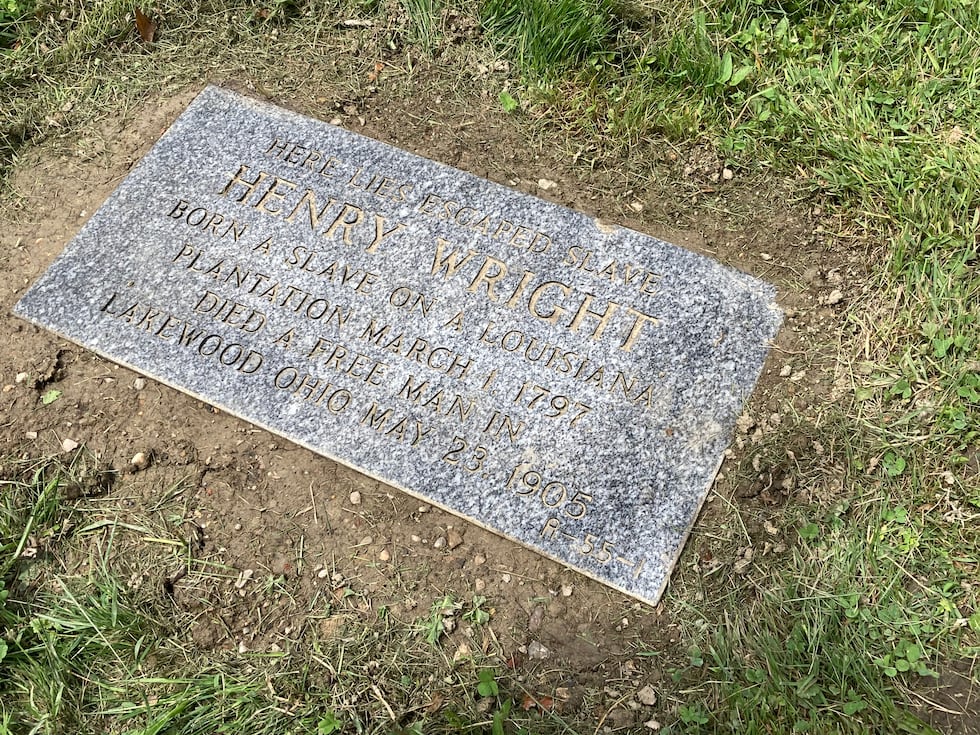 HERE LIES ESCAPED SLAVE
HENRY WRIGHT
BORN A SLAVE ON A LOUISIANA
PLANTATION MARCH 1, 1797
DIED A FREE MAN IN
LAKEWOOD OHIO MAY 23, 1905
A-55-1